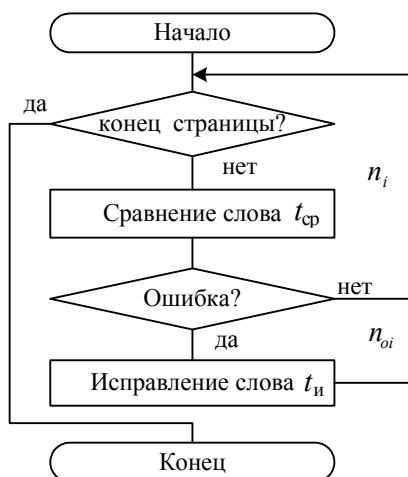 Начало
да
конец страницы?
нет
n_i
Сравнение слова t_ср
Ошибка?
нет
да
n_oi
Исправление слова t_и
Конец